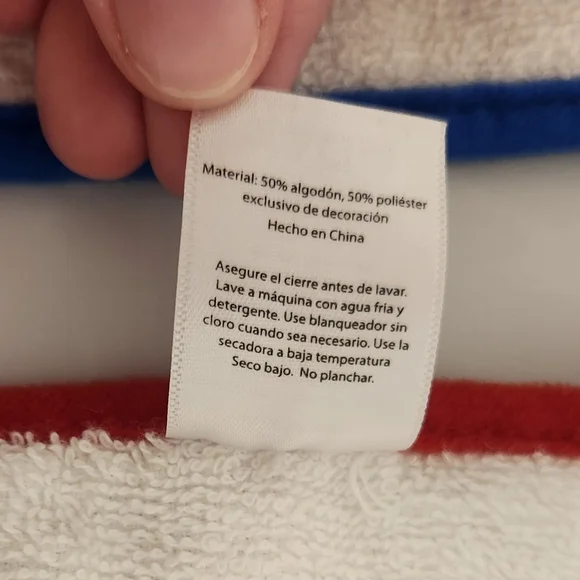 Material: 50% algodón, 50% poliéster
exclusivo de decoración
Hecho en China
Asegure el cierre antes de lavar.
Lave a máquina con agua fria y
detergente. Use blanqueador sin
cloro cuando sea necesario. Use la
secadora a baja temperatura
Seco bajo. No planchar.